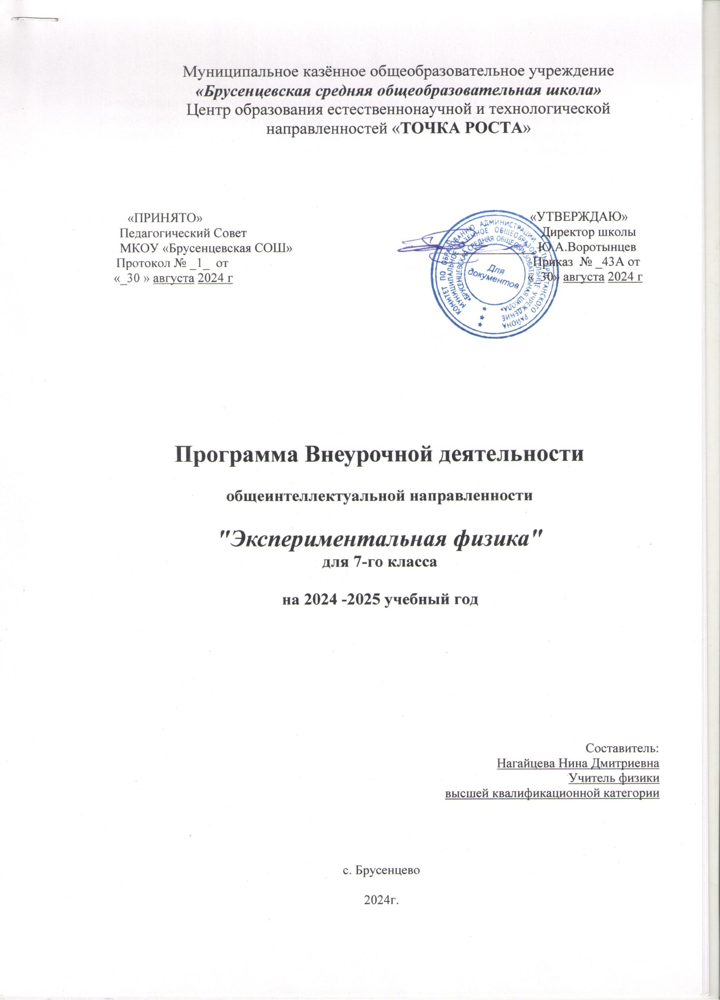 Муниципальное казённое общеобразовательное учреждение
«Брусенцевская средняя общеобразовательная школа»
Центр образования естественнонаучной и технологической
направленностей «ТОЧКА РОСТА»
«ПРИНЯТО»
Педагогический Совет
МКОУ «Брусенцевская СОШ»
Протокол № _1_ от
«_30 » августа 2024 г
«УТВЕРЖДАЮ»
Директор школы
Ю.А.Воротынцев
Приказ № _43А от
«_30» августа 2024 г
КОМИТЕТ ПО ОБРАЗОВАНИЮ АДМИНИСТРАЦИИ УСТЬ-ПРИСТАНСКОГО РАЙОНА
МУНИЦИПАЛЬНОЕ КАЗЁННОЕ ОБЩЕОБРАЗОВАТЕЛЬНОЕ УЧРЕЖДЕНИЕ
«БРУСЕНЦЕВСКАЯ СРЕДНЯЯ ОБЩЕОБРАЗОВАТЕЛЬНАЯ ШКОЛА»
Для
документов
Программа Внеурочной деятельности
общеинтеллектуальной направленности
"Экспериментальная физика"
для 7-го класса
на 2024 -2025 учебный год
Составитель:
Нагайцева Нина Дмитриевна
Учитель физики
высшей квалификационной категории
с. Брусенцево
2024г.